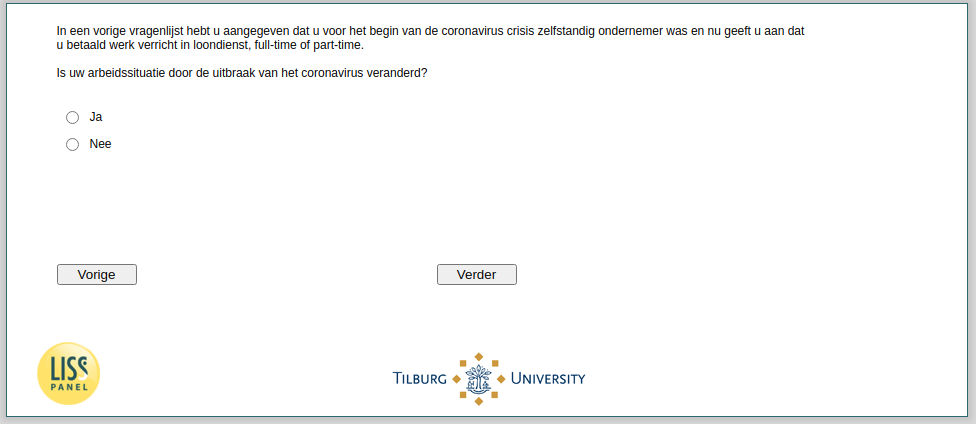 In een vorige vragenlijst hebt u aangegeven dat u voor het begin van de coronavirus crisis zelfstandig ondernemer was en nu geeft u aan dat
u betaald werk verricht in loondienst, full-time of part-time.
Is uw arbeidssituatie door de uitbraak van het coronavirus veranderd?
Ja
Nee
Vorige
Verder
LISS
PANEL
TILBURG UNIVERSITY